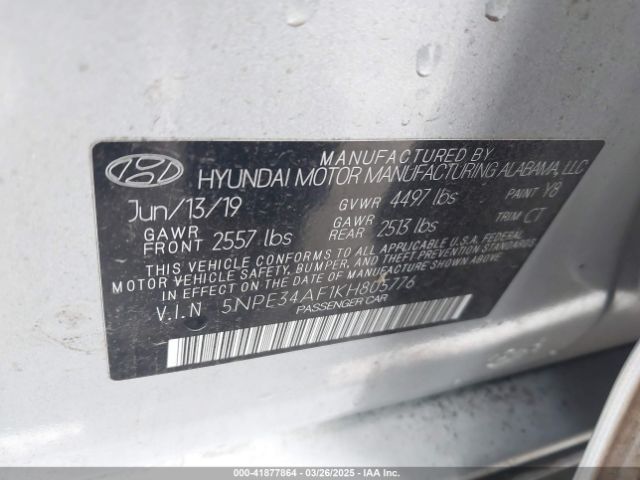 MANUFACTURED BY
HYUNDAI MOTOR MANUFACTURING ALABAMA, LLC
Jun/13/19 GVWR 4497 lbs PAINT Y8
GAWR FRONT 2557 lbs GAWR REAR 2513 lbs TRIM CT
THIS VEHICLE CONFORMS TO ALL APPLICABLE U.S.A. FEDERAL
MOTOR VEHICLE SAFETY, BUMPER, AND THEFT PREVENTION STANDARDS
IN EFFECT ON THE DATE OF MANUFACTURE SHOWN ABOVE.
V.I.N 5NPE34AF1KH805776
PASSENGER CAR
000-41877864 | 03/26/2025 | IAA Inc.